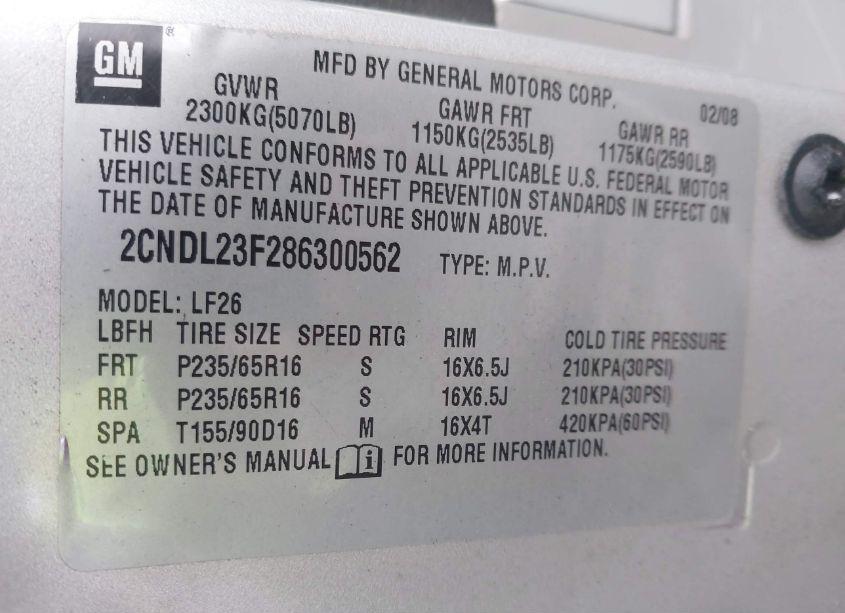 GM
MFD BY GENERAL MOTORS CORP.
02/08
GVWR GAWR FRT GAWR RR
2300KG(5070LB) 1150KG(2535LB) 1175KG(2590LB)
THIS VEHICLE CONFORMS TO ALL APPLICABLE U.S. FEDERAL MOTOR
VEHICLE SAFETY AND THEFT PREVENTION STANDARDS IN EFFECT ON
THE DATE OF MANUFACTURE SHOWN ABOVE.
2CNDL23F286300562 TYPE: M.P.V.
MODEL: LF26
LBFH TIRE SIZE SPEED RTG RIM COLD TIRE PRESSURE
FRT P235/65R16 S 16X6.5J 210KPA(30PSI)
RR P235/65R16 S 16X6.5J 210KPA(30PSI)
SPA T155/90D16 M 16X4T 420KPA(60PSI)
SEE OWNER'S MANUAL i FOR MORE INFORMATION.